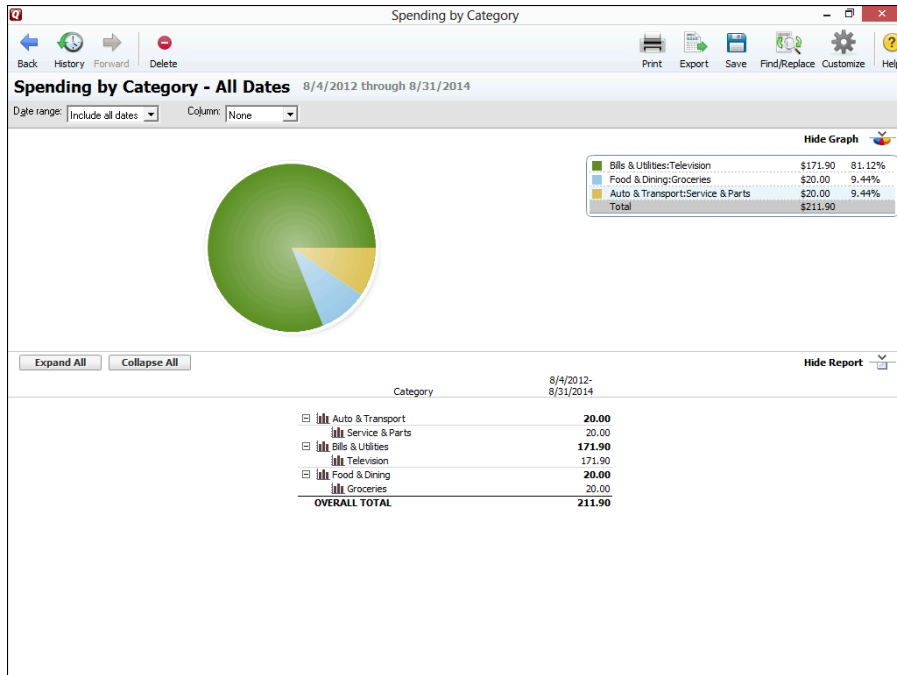 Spending by Category
Back History Forward Delete Print Export Save Find/Replace Customize Help
Spending by Category - All Dates 8/4/2012 through 8/31/2014
Date range: Include all dates Column: None
Hide Graph
Bills & Utilities:Television $171.90 81.12%
Food & Dining:Groceries $20.00 9.44%
Auto & Transport:Service & Parts $20.00 9.44%
Total $211.90
Expand All Collapse All Hide Report
8/4/2012-
Category 8/31/2014
Auto & Transport 20.00
Service & Parts 20.00
Bills & Utilities 171.90
Television 171.90
Food & Dining 20.00
Groceries 20.00
OVERALL TOTAL 211.90